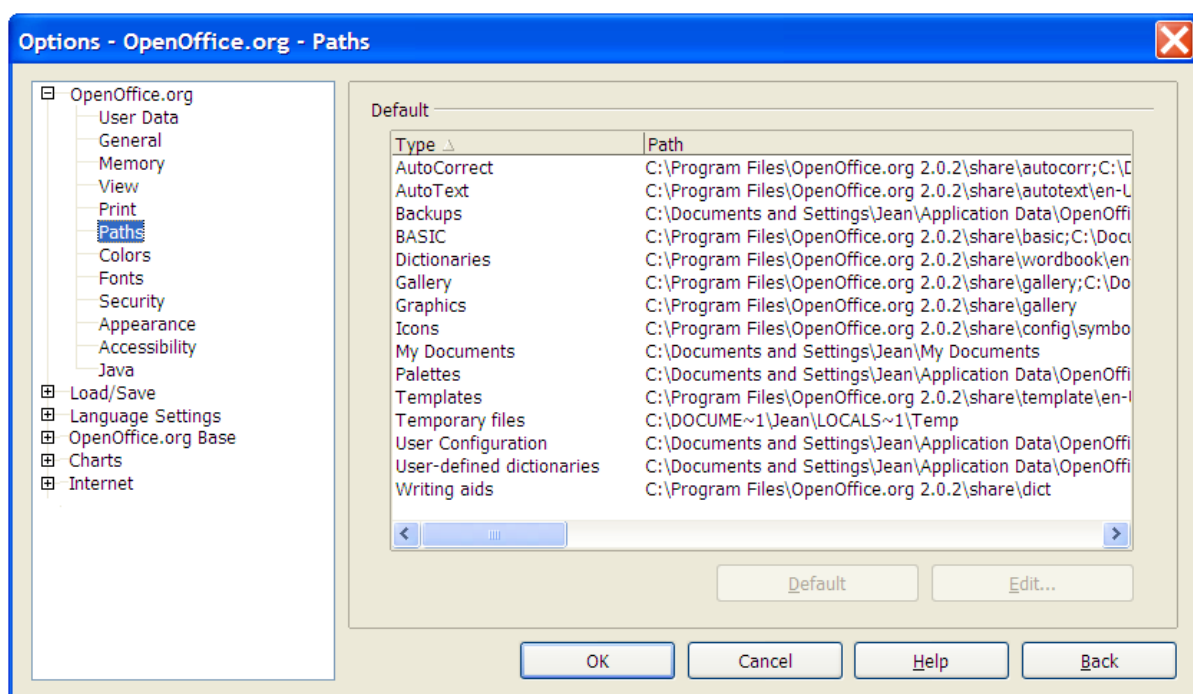 Options - OpenOffice.org - Paths
OpenOffice.org
User Data
General
Memory
View
Print
Paths
Colors
Fonts
Security
Appearance
Accessibility
Java
Load/Save
Language Settings
OpenOffice.org Base
Charts
Internet
Default
Type Path
AutoCorrect C:\Program Files\OpenOffice.org 2.0.2\share\autocorr;C:\D
AutoText C:\Program Files\OpenOffice.org 2.0.2\share\autotext\en-U
Backups C:\Documents and Settings\Jean\Application Data\OpenOffi
BASIC C:\Program Files\OpenOffice.org 2.0.2\share\basic;C:\Docu
Dictionaries C:\Program Files\OpenOffice.org 2.0.2\share\wordbook\en-
Gallery C:\Program Files\OpenOffice.org 2.0.2\share\gallery;C:\Do
Graphics C:\Program Files\OpenOffice.org 2.0.2\share\gallery
Icons C:\Program Files\OpenOffice.org 2.0.2\share\config\symbo
My Documents C:\Documents and Settings\Jean\My Documents
Palettes C:\Documents and Settings\Jean\Application Data\OpenOffi
Templates C:\Program Files\OpenOffice.org 2.0.2\share\template\en-U
Temporary files C:\DOCUME~1\Jean\LOCALS~1\Temp
User Configuration C:\Documents and Settings\Jean\Application Data\OpenOffi
User-defined dictionaries C:\Documents and Settings\Jean\Application Data\OpenOffi
Writing aids C:\Program Files\OpenOffice.org 2.0.2\share\dict
Default Edit...
OK Cancel Help Back